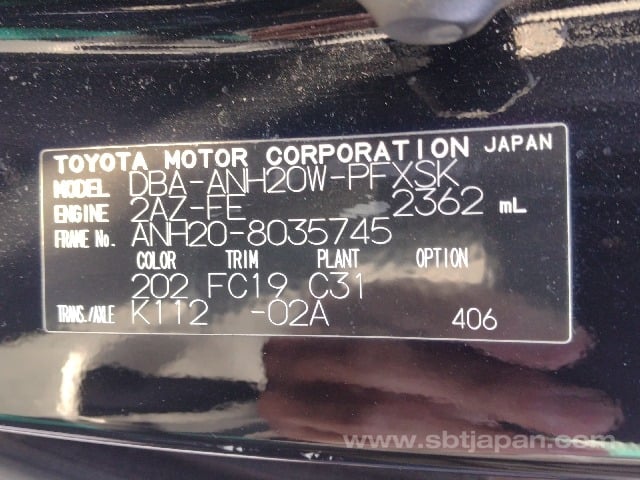 TOYOTA MOTOR CORPORATION JAPAN
MODEL DBA-ANH20W-PFXSK
ENGINE 2AZ-FE 2362 mL
FRAME No. ANH20-8035745
COLOR TRIM PLANT OPTION
202 FC19 C31
TRANS./AXLE K112 -02A 406
www.sbtjapan.com